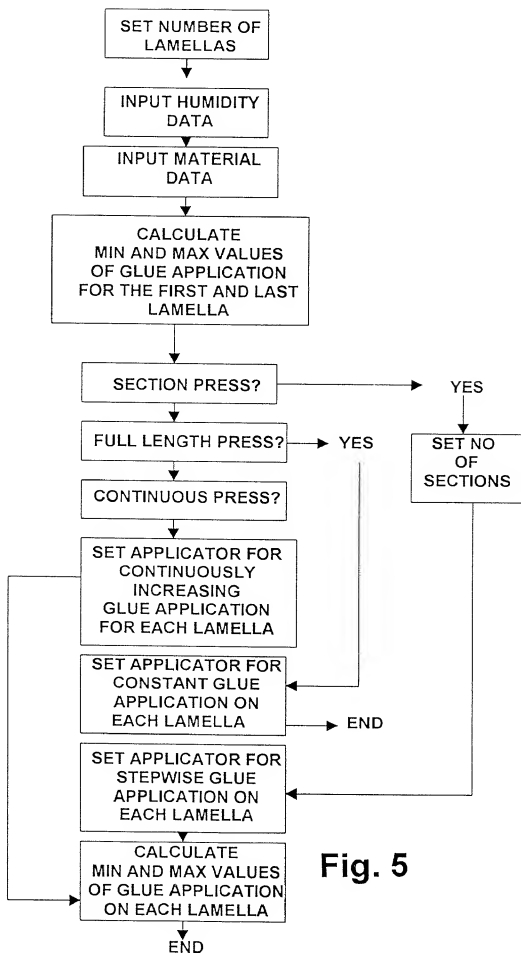 SET NUMBER OF
LAMELLAS
INPUT HUMIDITY
DATA
INPUT MATERIAL
DATA
CALCULATE
MIN AND MAX VALUES
OF GLUE APPLICATION
FOR THE FIRST AND LAST
LAMELLA
SECTION PRESS?
YES
FULL LENGTH PRESS?
YES
SET NO
OF
SECTIONS
CONTINUOUS PRESS?
SET APPLICATOR FOR
CONTINUOUSLY
INCREASING
GLUE APPLICATION
FOR EACH LAMELLA
SET APPLICATOR FOR
CONSTANT GLUE
APPLICATION ON
EACH LAMELLA
END
SET APPLICATOR FOR
STEPWISE GLUE
APPLICATION ON
EACH LAMELLA
CALCULATE
MIN AND MAX VALUES
OF GLUE APPLICATION
ON EACH LAMELLA
END
Fig. 5